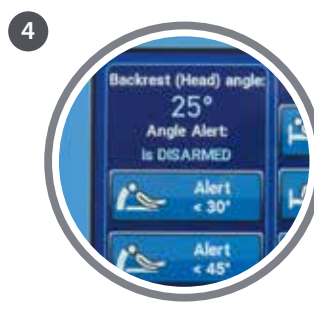 4
Backrest (Head) angle:
25°
Angle Alert:
is DISARMED
Alert
< 30°
Alert
< 45°